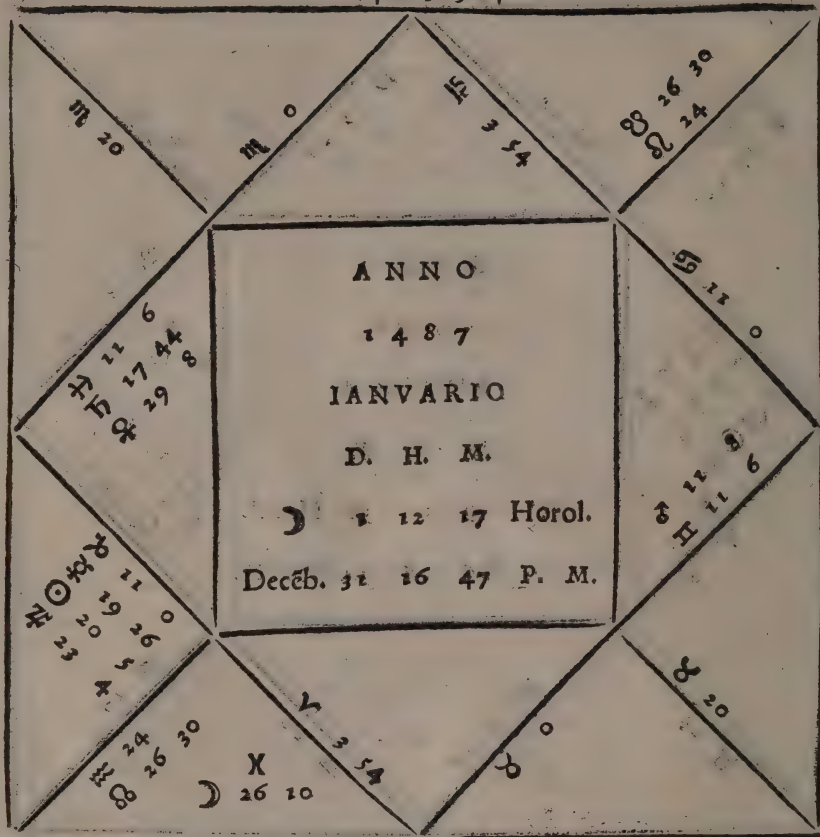 ♏ 20
♏ 0
♎ 3 54
☋ 26 30
♌ 24
♋ 11 0
ANNO
1487
IANVARIO
D. H. M.
☽ 1 12 17 Horol.
Decēb. 31 16 47 P. M.
♐ 11 6
♄ 17 44
♀ 29 8
♂ 11
♊ 11 6
♑ 11 0
☿ 19 26
☉ 20 5
♃ 23 4
♒ 24
☊ 26 30
♓
☽ 26 10
♈ 3 54
♉ 0
♉ 20